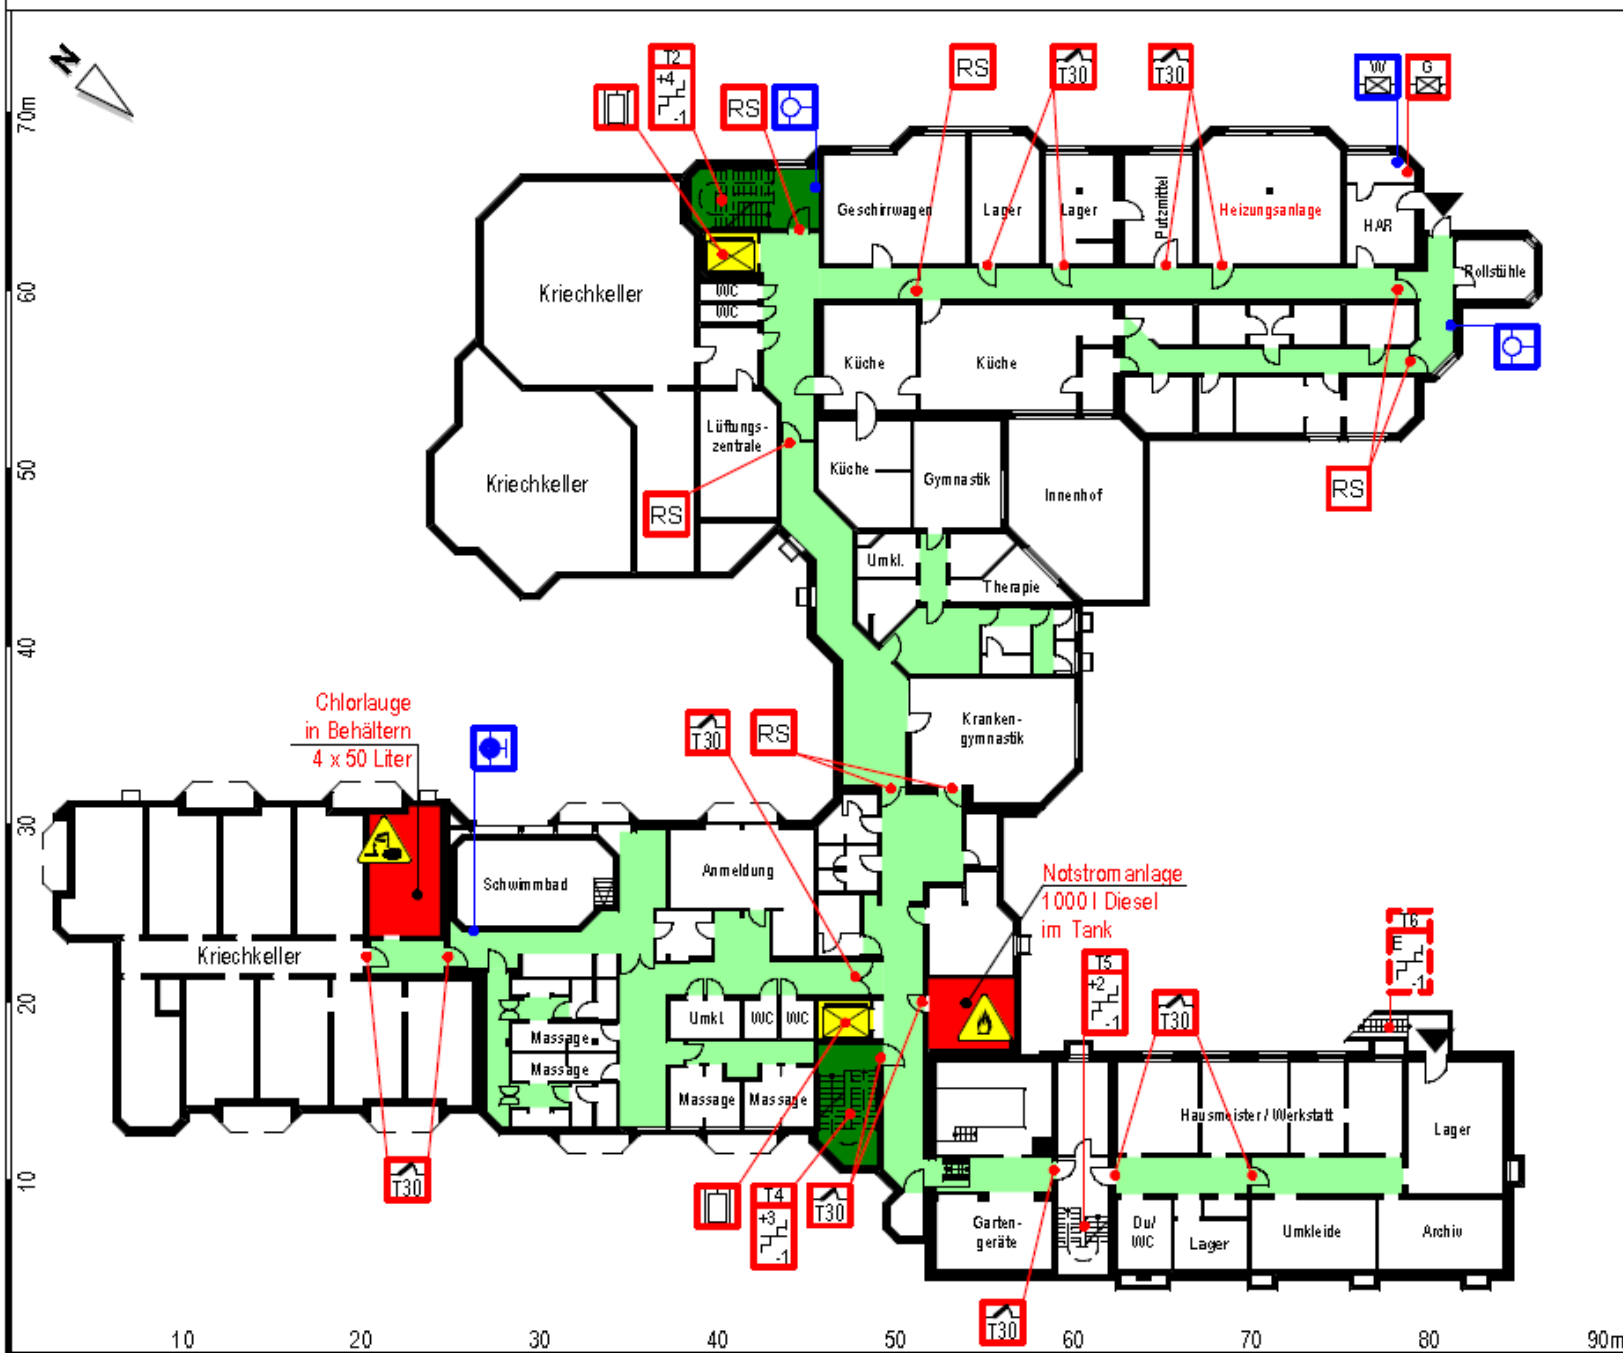 N
T2
+4
-1
RS
RS
T30
T30
W
G
70m
Geschirrwagen
Lager
Lager
Putzmittel
Heizungsanlage
HAR
Rollstühle
60
Kriechkeller
WC
WC
Küche
Küche
Lüftungs-
zentrale
Küche
Gymnastik
Innenhof
50
Kriechkeller
RS
RS
Umkl.
Therapie
40
Chlorlauge
in Behältern
4 x 50 Liter
T30
RS
Kranken-
gymnastik
30
Schwimmbad
Anmeldung
Notstromanlage
1000 l Diesel
im Tank
Kriechkeller
T5
+2
-1
T30
T6
E
-1
20
Umkl.
WC
WC
Massage
Massage
Massage
Massage
Hausmeister / Werkstatt
Lager
10
T30
T4
+3
-1
T30
Garten-
geräte
Du/
WC
Lager
Umkleide
Archiv
T30
10
20
30
40
50
60
70
80
90m